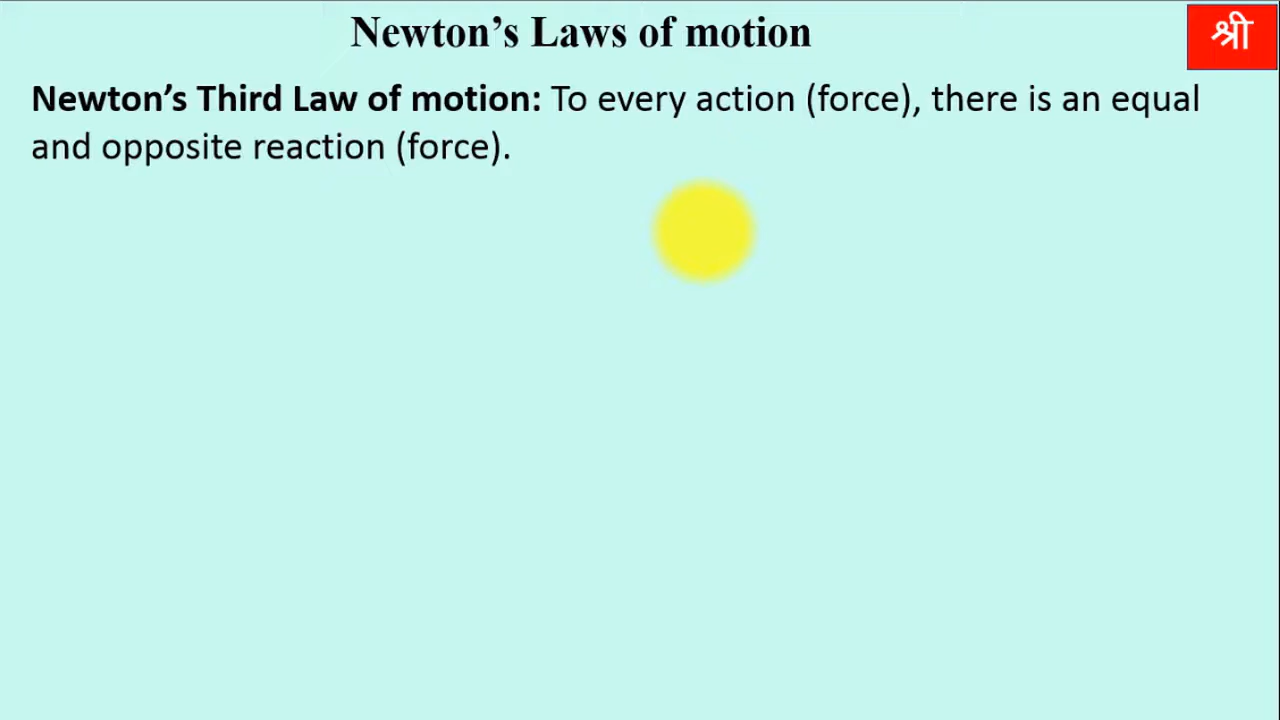 Newton’s Laws of motion
श्री
Newton’s Third Law of motion: To every action (force), there is an equal
and opposite reaction (force).